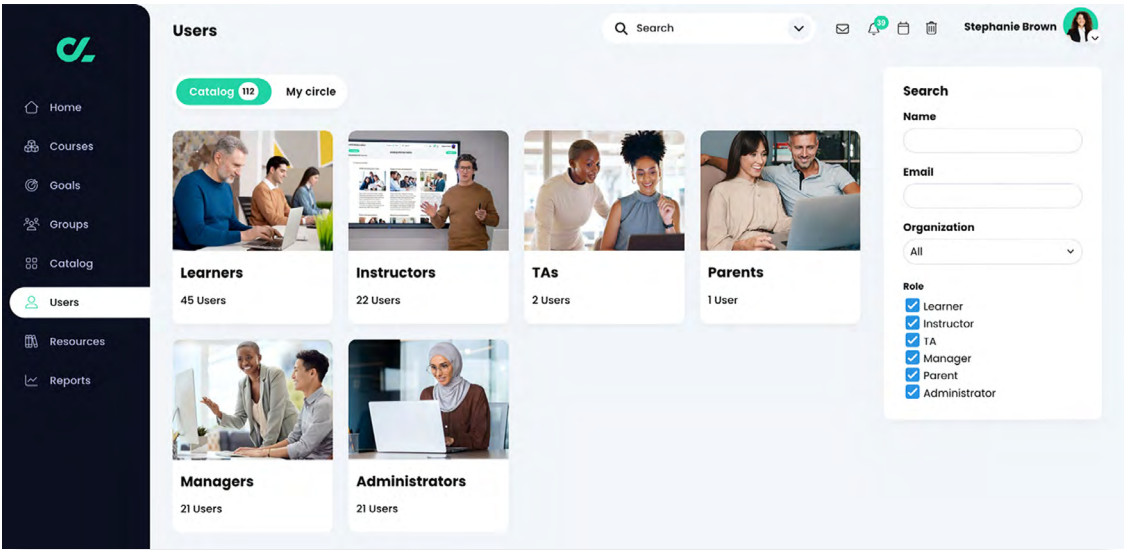 Users
Search
39
Stephanie Brown
Home
Courses
Goals
Groups
Catalog
Users
Resources
Reports
Catalog 112
My circle
Learners
45 Users
Instructors
22 Users
TAs
2 Users
Parents
1 User
Managers
21 Users
Administrators
21 Users
Search
Name
Email
Organization
All
Role
Learner
Instructor
TA
Manager
Parent
Administrator